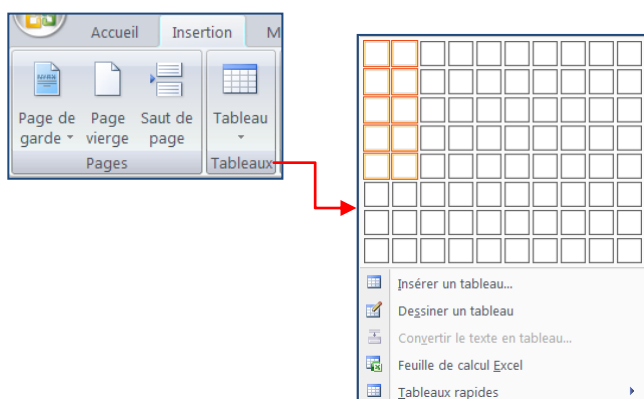 Accueil Insertion M
Page de garde
Page vierge
Saut de page
Tableau
Pages
Tableaux
Insérer un tableau...
Dessiner un tableau
Convertir le texte en tableau...
Feuille de calcul Excel
Tableaux rapides